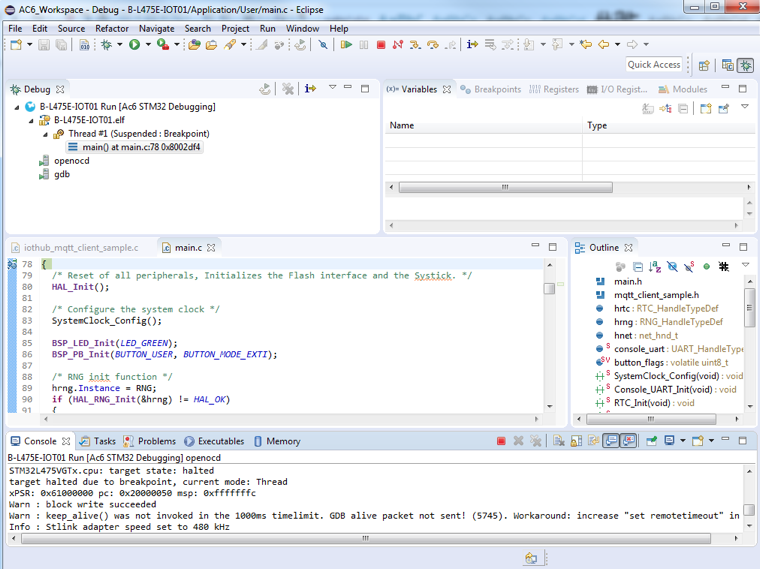 AC6_Workspace - Debug - B-L475E-IOT01/Application/User/main.c - Eclipse
File Edit Source Refactor Navigate Search Project Run Window Help
Quick Access
Debug
B-L475E-IOT01 Run [Ac6 STM32 Debugging]
B-L475E-IOT01.elf
Thread #1 (Suspended : Breakpoint)
main() at main.c:78 0x8002df4
openocd
gdb
(x)= Variables Breakpoints Registers I/O Regist... Modules
Name Type
iothub_mqtt_client_sample.c main.c
78 {
79 /* Reset of all peripherals, Initializes the Flash interface and the Systick. */
80 HAL_Init();
81
82 /* Configure the system clock */
83 SystemClock_Config();
84
85 BSP_LED_Init(LED_GREEN);
86 BSP_PB_Init(BUTTON_USER, BUTTON_MODE_EXTI);
87
88 /* RNG init function */
89 hrng.Instance = RNG;
90 if (HAL_RNG_Init(&hrng) != HAL_OK)
91 {
Outline
main.h
mqtt_client_sample.h
hrtc : RTC_HandleTypeDef
hrng : RNG_HandleTypeDef
hnet : net_hnd_t
console_uart : UART_HandleType
button_flags : volatile uint8_t
SystemClock_Config(void) : void
Console_UART_Init(void) : void
RTC_Init(void) : void
Console Tasks Problems Executables Memory
B-L475E-IOT01 Run [Ac6 STM32 Debugging] openocd
STM32L475VGTx.cpu: target state: halted
target halted due to breakpoint, current mode: Thread
xPSR: 0x61000000 pc: 0x20000050 msp: 0xfffffffc
Warn : block write succeeded
Warn : keep_alive() was not invoked in the 1000ms timelimit. GDB alive packet not sent! (5745). Workaround: increase "set remotetimeout" in
Info : Stlink adapter speed set to 480 kHz